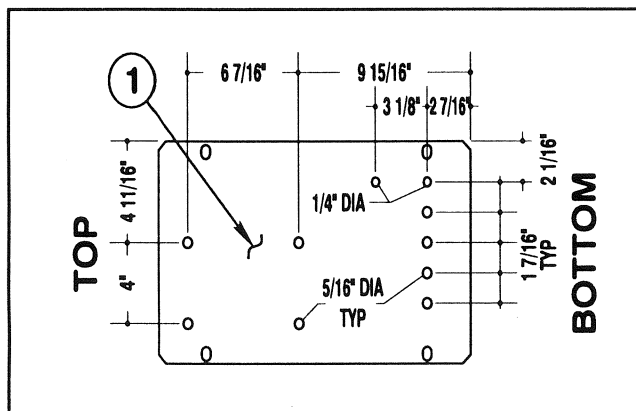 6 7/16"
9 15/16"
1
3 1/8"
2 7/16"
4 11/16"
2 1/16"
1/4" DIA
TOP
4"
1 7/16"
TYP
5/16" DIA
TYP
BOTTOM